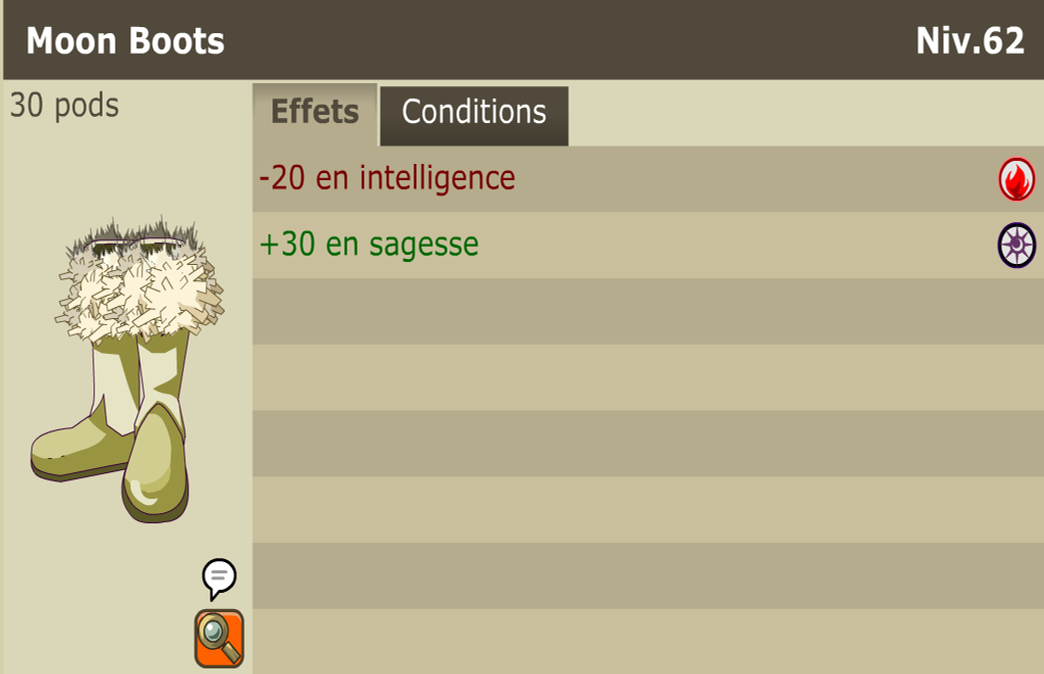 Moon Boots
Niv.62
30 pods
Effets
Conditions
-20 en intelligence
+30 en sagesse